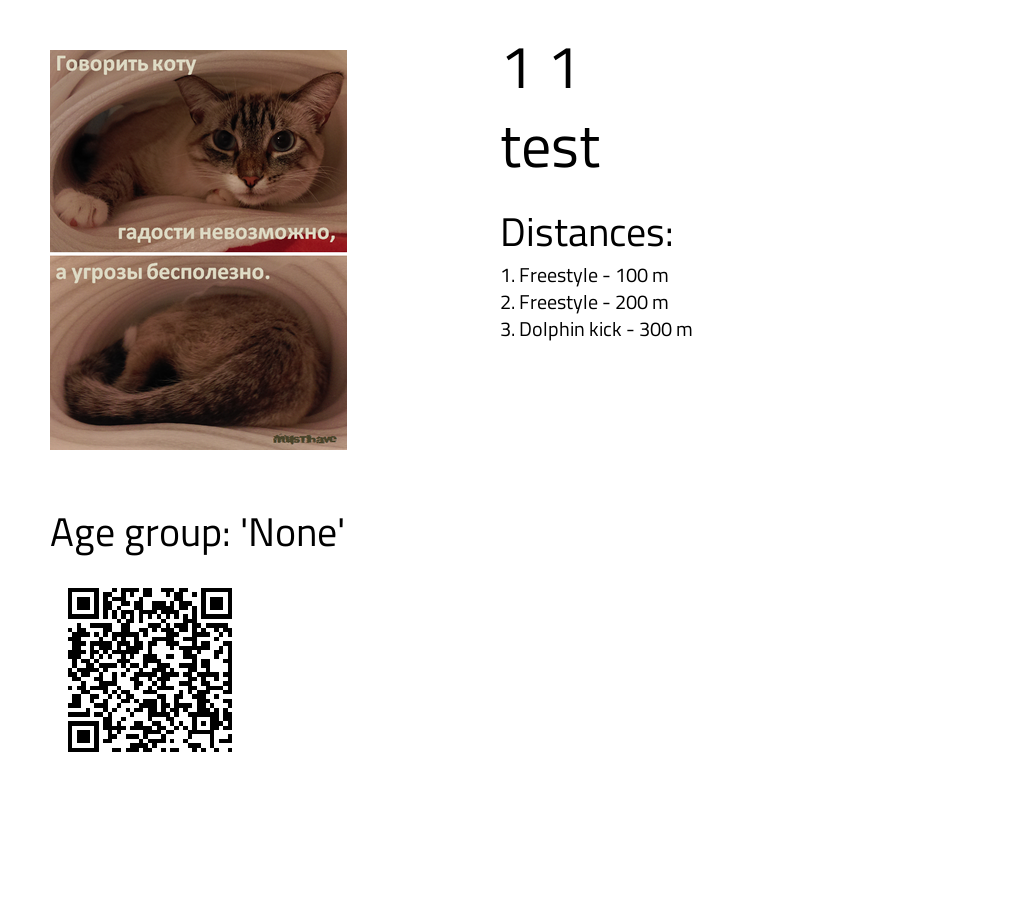 Говорить коту
гадости невозможно,
а угрозы бесполезно.
musthave
1 1
test
Distances:
1. Freestyle - 100 m
2. Freestyle - 200 m
3. Dolphin kick - 300 m
Age group: 'None'